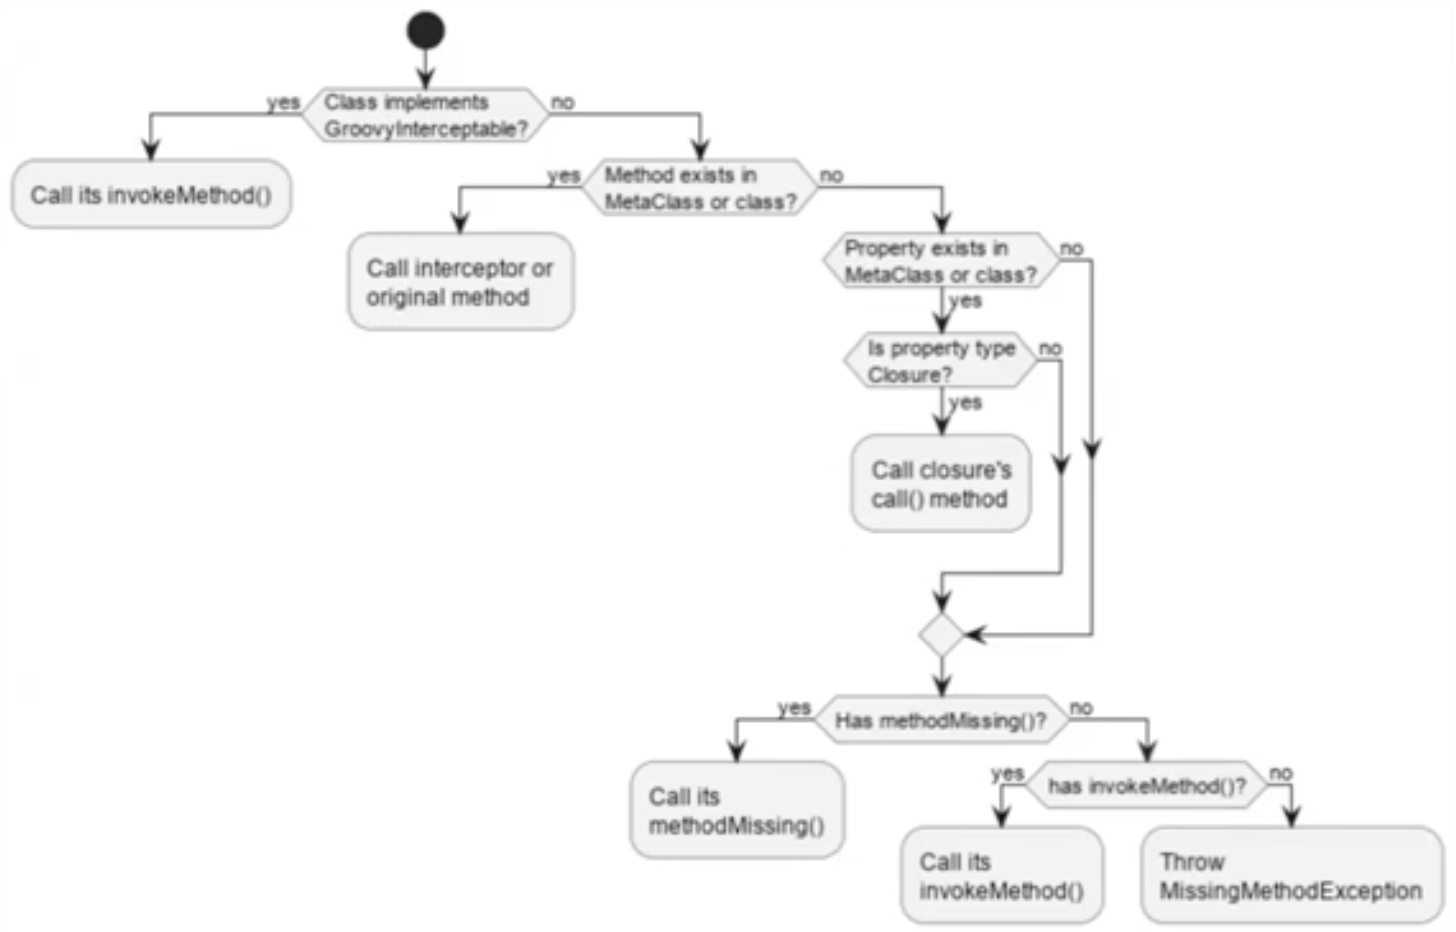 yes
Class implements
GroovyInterceptable?
no
Call its invokeMethod()
yes
Method exists in
MetaClass or class?
no
Call interceptor or
original method
Property exists in
MetaClass or class?
no
yes
Is property type
Closure?
no
yes
Call closure's
call() method
yes
Has methodMissing()?
no
Call its
methodMissing()
yes
has invokeMethod()?
no
Call its
invokeMethod()
Throw
MissingMethodException